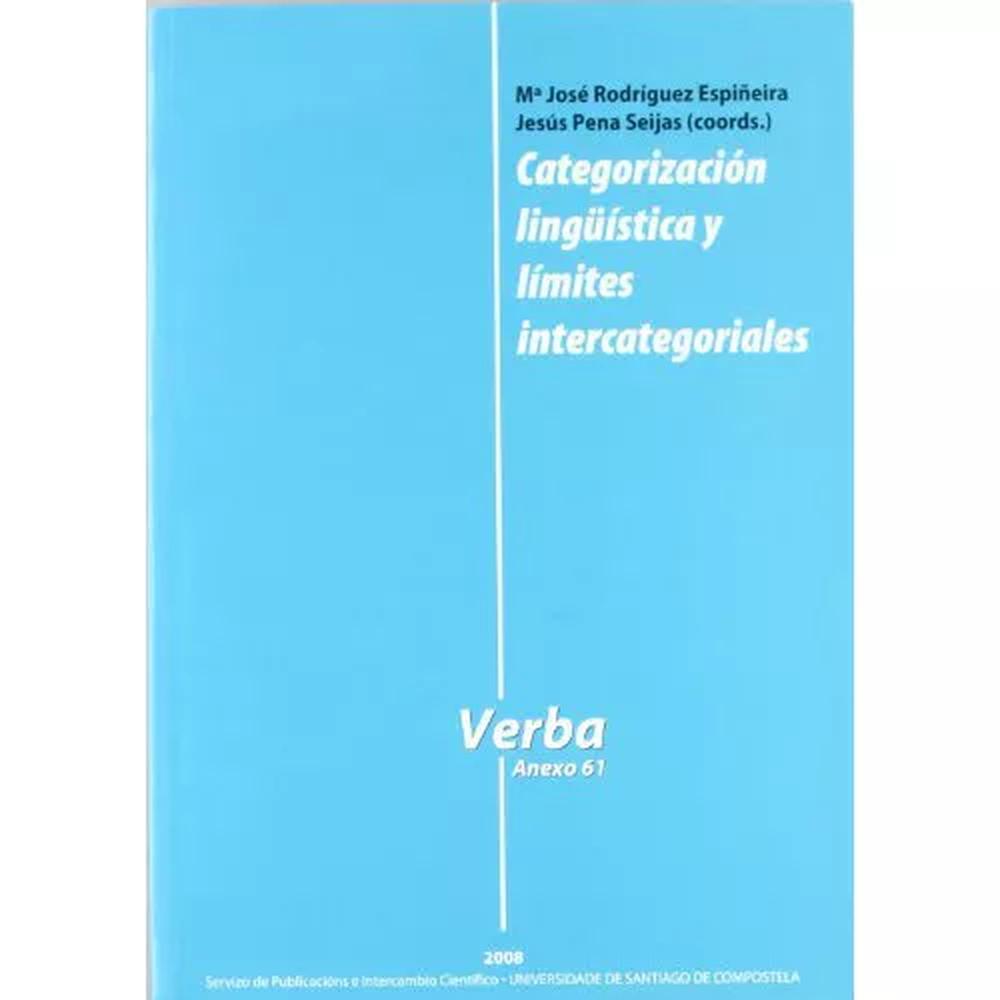 Mª José Rodríguez Espiñeira
Jesús Pena Seijas (coords.)
Categorización
lingüística y
límites
intercategoriales
Verba
Anexo 61
2008
Servizo de Publicacións e Intercambio Científico - UNIVERSIDADE DE SANTIAGO DE COMPOSTELA